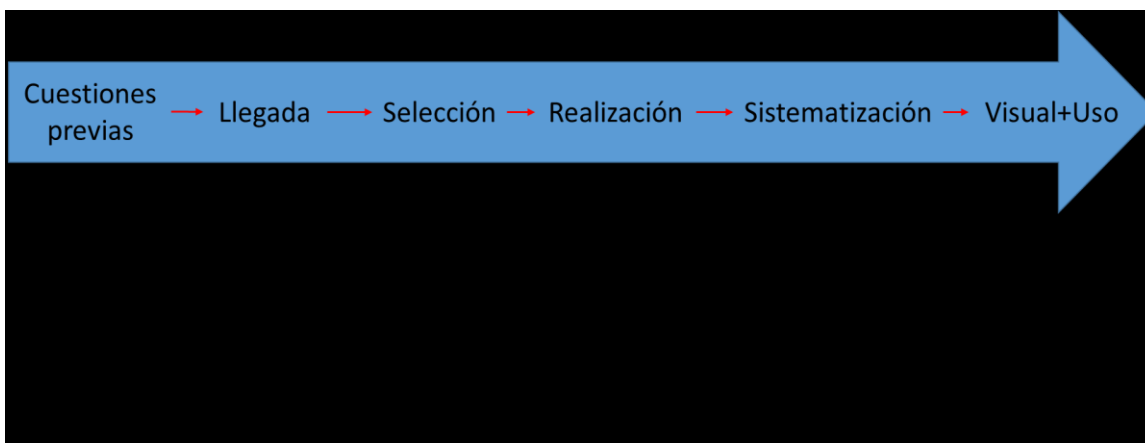 Cuestiones
previas
Llegada
Selección
Realización
Sistematización
Visual+Uso